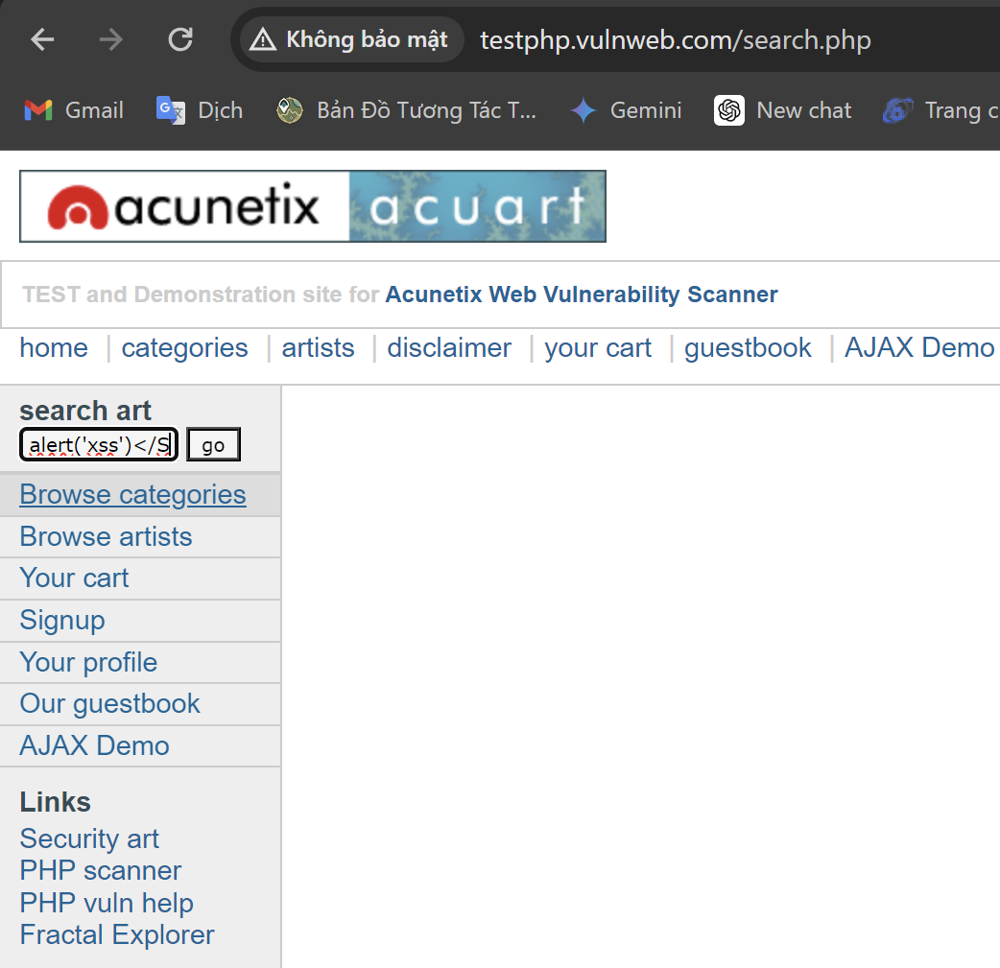 Không bảo mật testphp.vulnweb.com/search.php
Gmail Dịch Bản Đồ Tương Tác T... Gemini New chat Trang c
acunetix acuart
TEST and Demonstration site for Acunetix Web Vulnerability Scanner
home | categories | artists | disclaimer | your cart | guestbook | AJAX Demo
search art
alert('xss')</S go
Browse categories
Browse artists
Your cart
Signup
Your profile
Our guestbook
AJAX Demo
Links
Security art
PHP scanner
PHP vuln help
Fractal Explorer